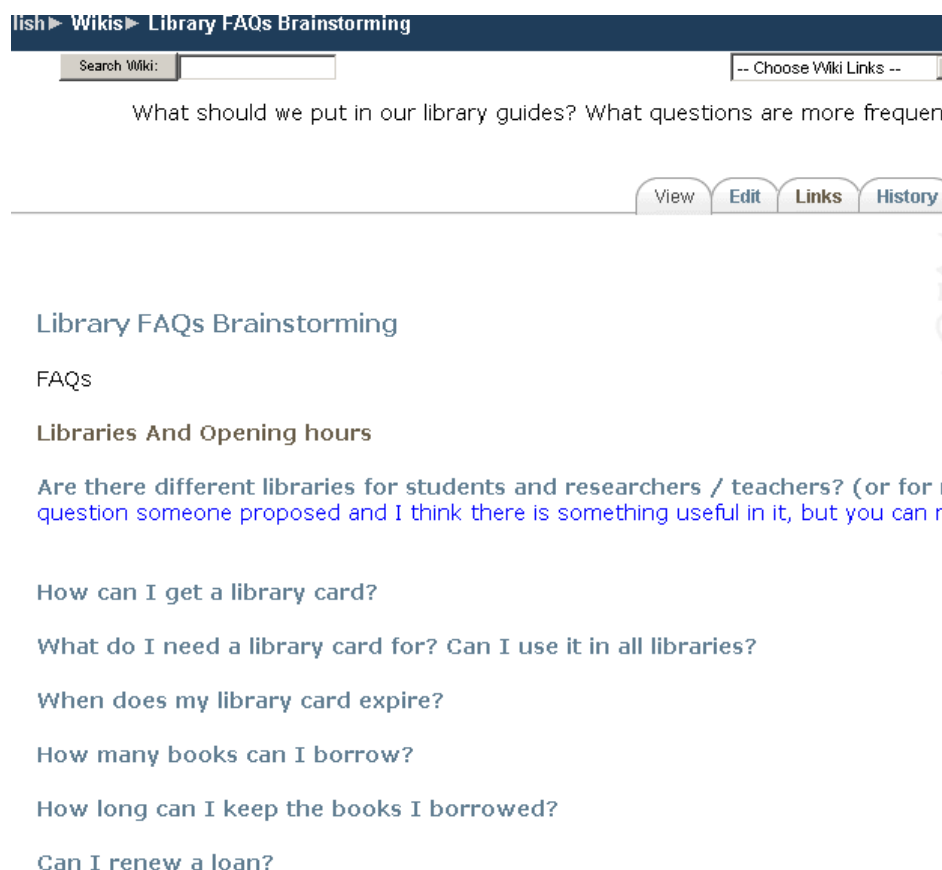 lish► Wikis► Library FAQs Brainstorming
Search Wiki: -- Choose Wiki Links --
What should we put in our library guides? What questions are more frequen
View Edit Links History
Library FAQs Brainstorming
FAQs
Libraries And Opening hours
Are there different libraries for students and researchers / teachers? (or for
question someone proposed and I think there is something useful in it, but you can
How can I get a library card?
What do I need a library card for? Can I use it in all libraries?
When does my library card expire?
How many books can I borrow?
How long can I keep the books I borrowed?
Can I renew a loan?